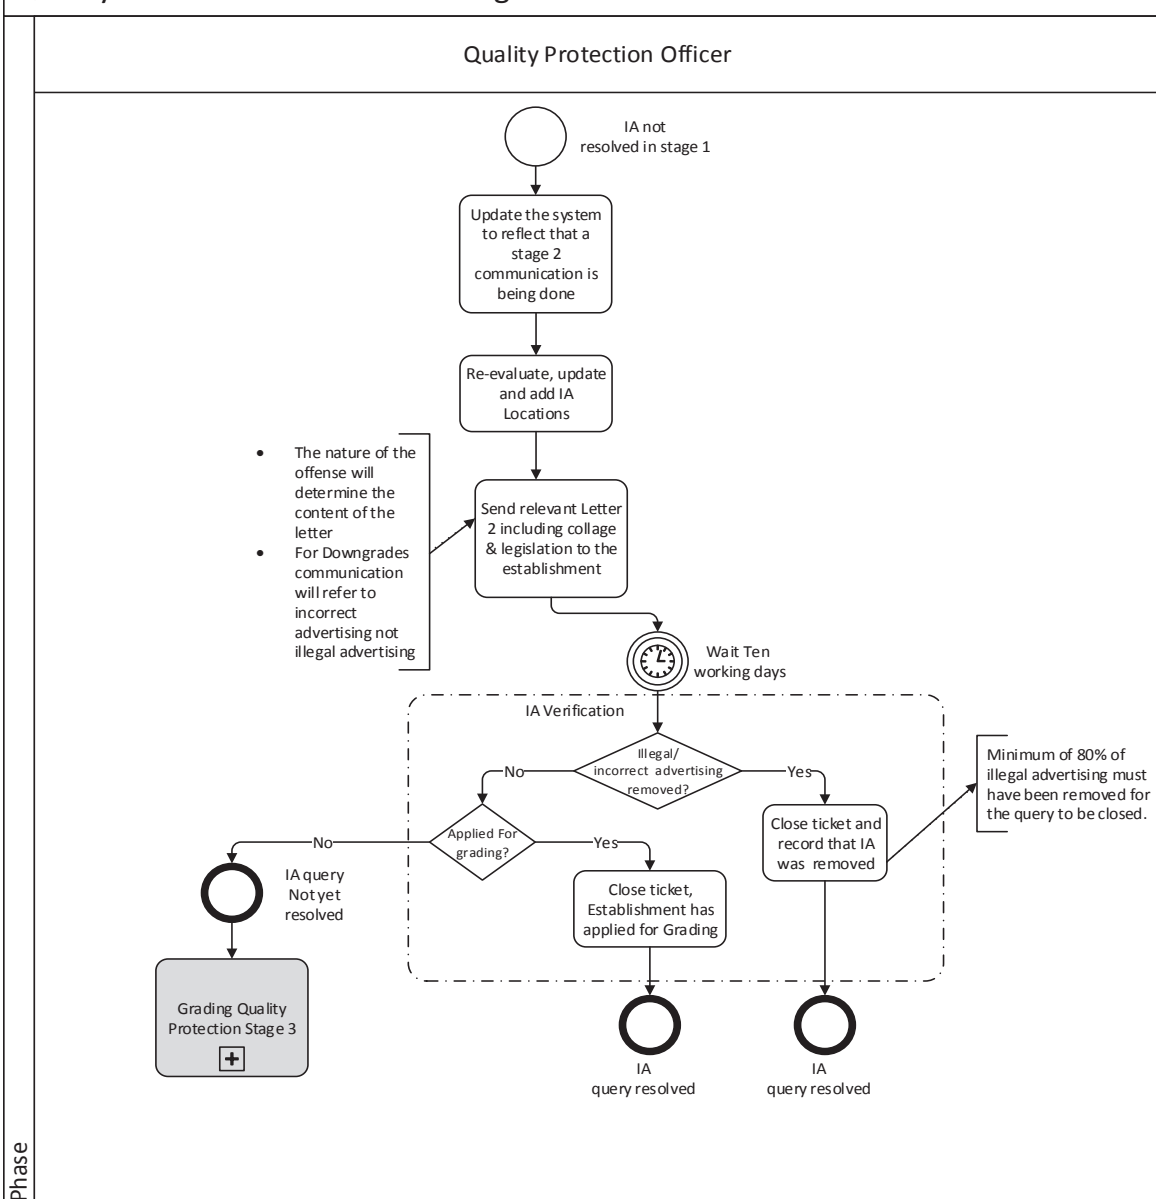 Quality Protection Officer
IA not
resolved in stage 1
Update the system
to reflect that a
stage 2
communication is
being done
Re-evaluate, update
and add IA
Locations
• The nature of the
offense will
determine the
content of the
letter
• For Downgrades
communication
will refer to
incorrect
advertising not
illegal advertising
Send relevant Letter
2 including collage
& legislation to the
establishment
Wait Ten
working days
IA Verification
Illegal/
incorrect advertising
removed?
No
Yes
Minimum of 80% of
illegal advertising must
have been removed for
the query to be closed.
Close ticket and
record that IA
was removed
Applied For
grading?
No
Yes
IA query
Not yet
resolved
Close ticket,
Establishment has
applied for Grading
Grading Quality
Protection Stage 3
IA
query resolved
IA
query resolved
Phase